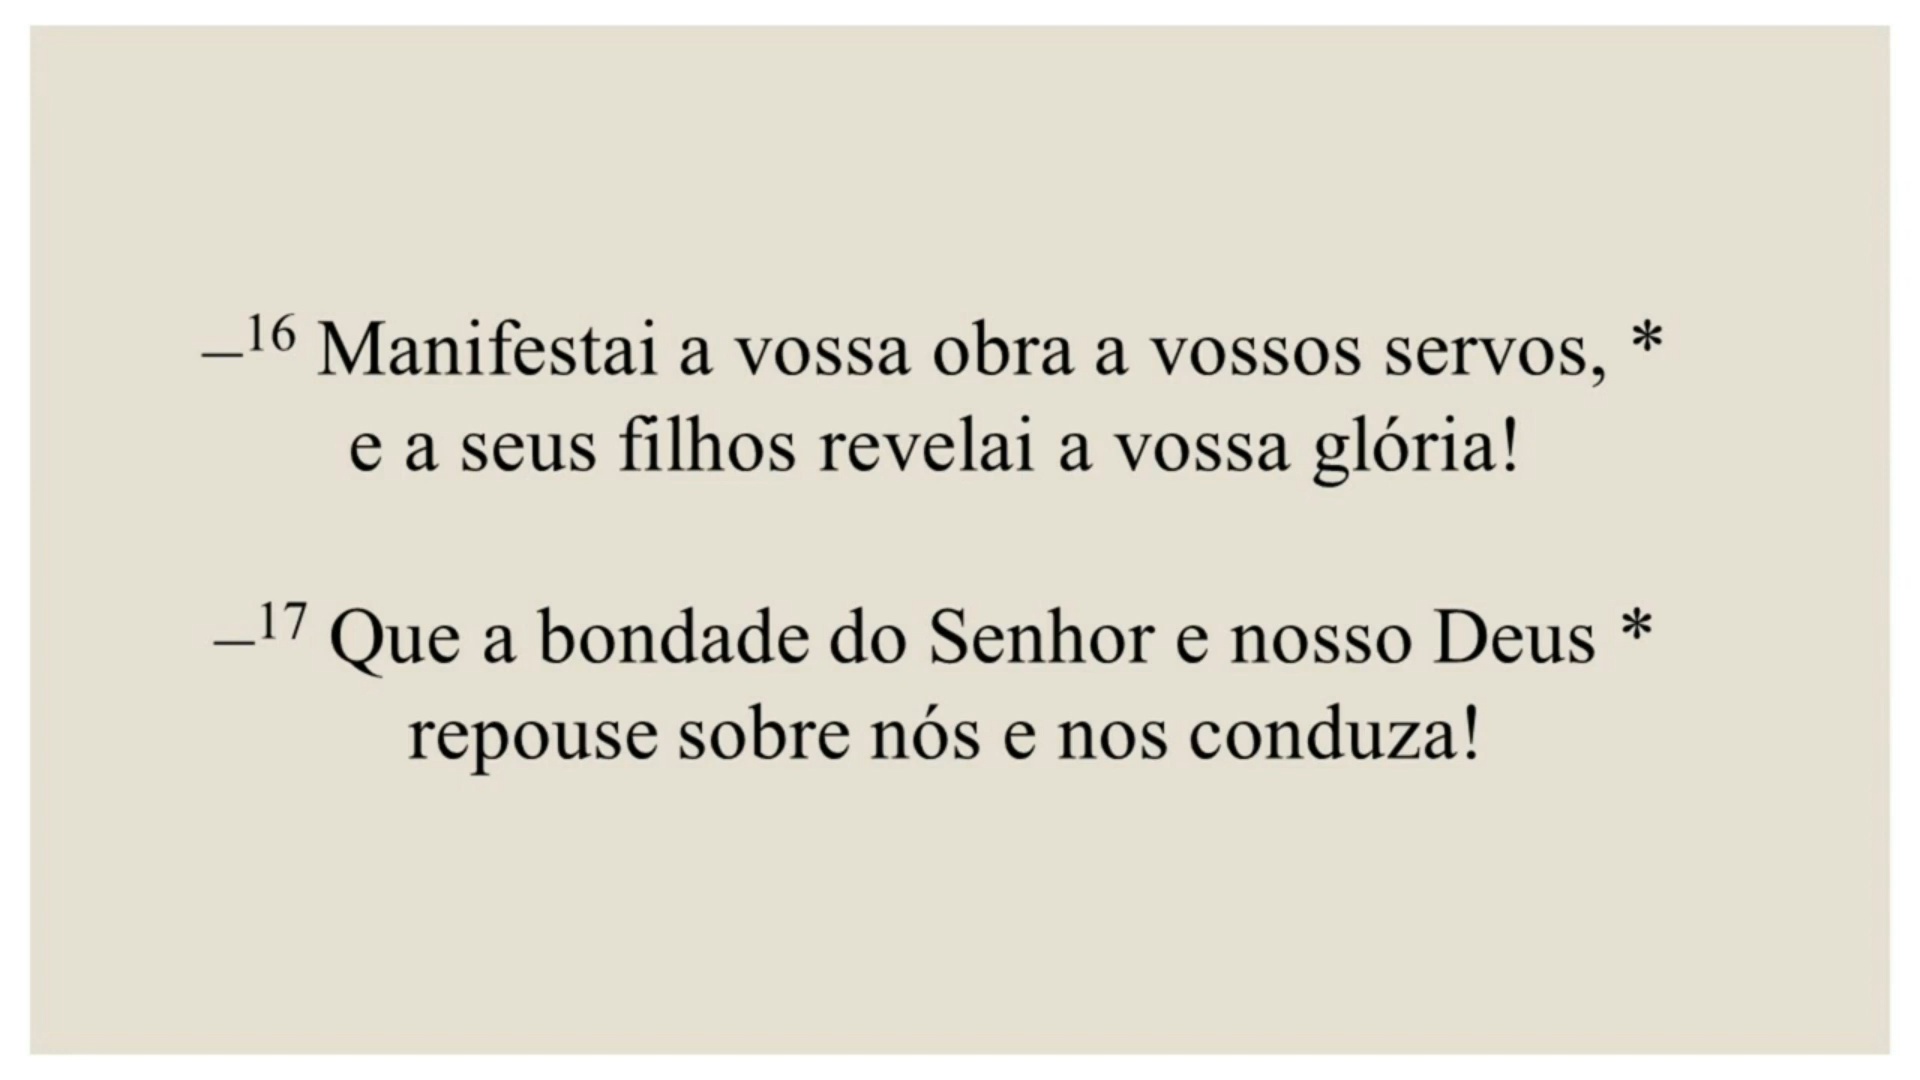 –16 Manifestai a vossa obra a vossos servos, *
e a seus filhos revelai a vossa glória!
–17 Que a bondade do Senhor e nosso Deus *
repouse sobre nós e nos conduza!